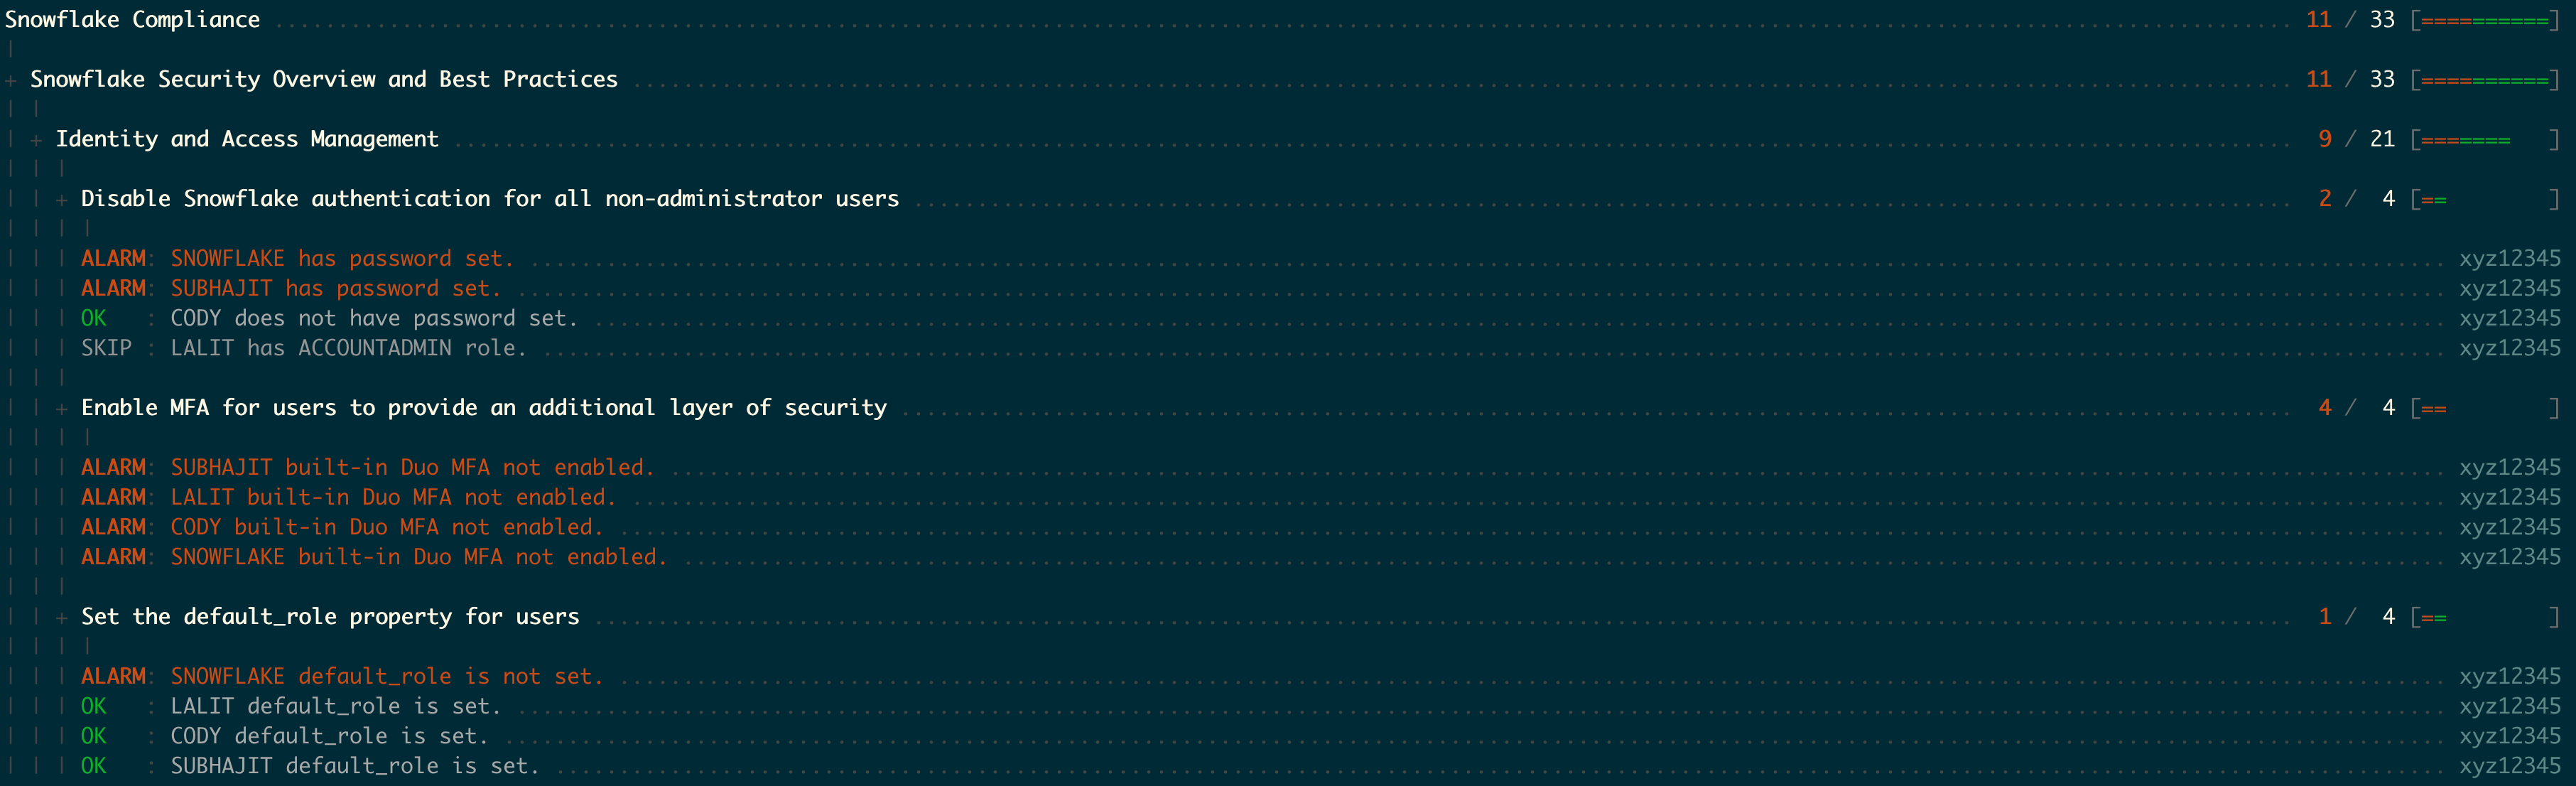 Snowflake Compliance ........ 11 / 33 [==========]
|
+ Snowflake Security Overview and Best Practices ........ 11 / 33 [==========]
| |
| + Identity and Access Management ........ 9 / 21 [=======   ]
| | |
| | + Disable Snowflake authentication for all non-administrator users ........ 2 /  4 [==        ]
| | | |
| | | ALARM: SNOWFLAKE has password set. ........ xyz12345
| | | ALARM: SUBHAJIT has password set. ........ xyz12345
| | | OK   : CODY does not have password set. ........ xyz12345
| | | SKIP : LALIT has ACCOUNTADMIN role. ........ xyz12345
| | |
| | + Enable MFA for users to provide an additional layer of security ........ 4 /  4 [==        ]
| | | |
| | | ALARM: SUBHAJIT built-in Duo MFA not enabled. ........ xyz12345
| | | ALARM: LALIT built-in Duo MFA not enabled. ........ xyz12345
| | | ALARM: CODY built-in Duo MFA not enabled. ........ xyz12345
| | | ALARM: SNOWFLAKE built-in Duo MFA not enabled. ........ xyz12345
| | |
| | + Set the default_role property for users ........ 1 /  4 [==        ]
| | | |
| | | ALARM: SNOWFLAKE default_role is not set. ........ xyz12345
| | | OK   : LALIT default_role is set. ........ xyz12345
| | | OK   : CODY default_role is set. ........ xyz12345
| | | OK   : SUBHAJIT default_role is set. ........ xyz12345